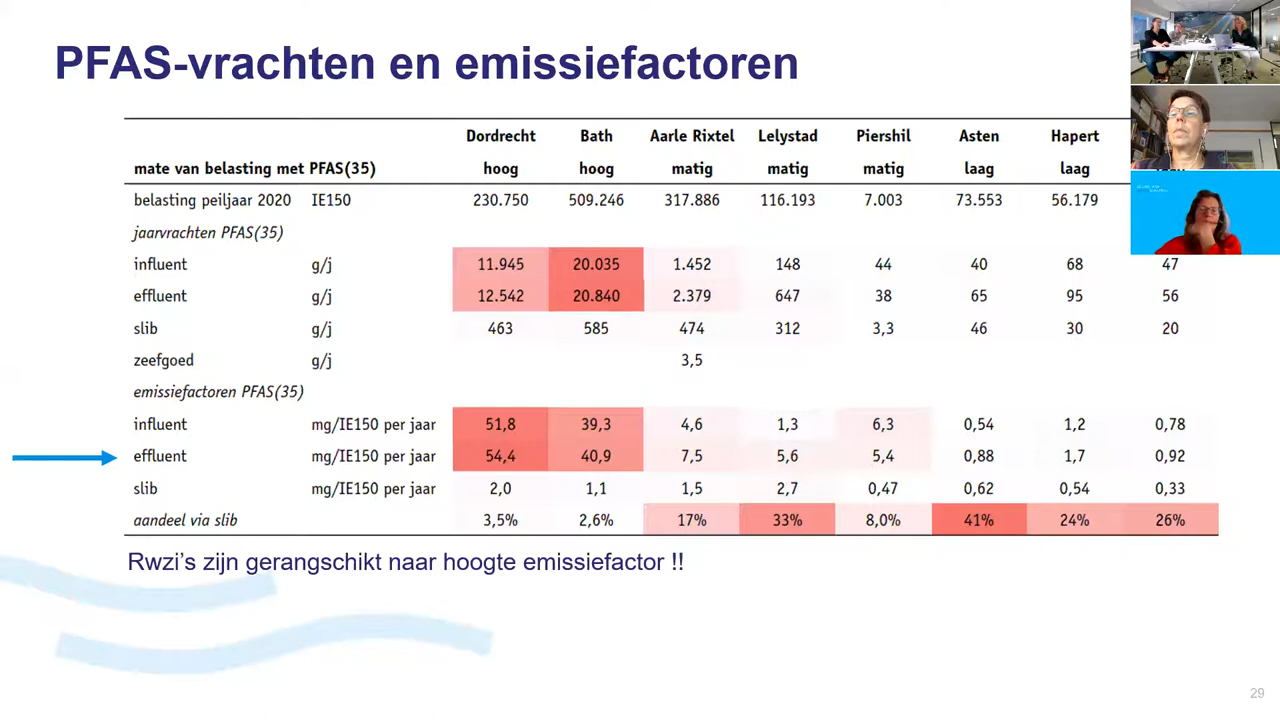 PFAS-vrachten en emissiefactoren
Dordrecht Bath Aarle Rixtel Lelystad Piershil Asten Hapert
mate van belasting met PFAS(35) hoog hoog matig matig matig laag laag
belasting peiljaar 2020 IE150 230.750 509.246 317.886 116.193 7.003 73.553 56.179
jaarvrachten PFAS(35)
influent g/j 11.945 20.035 1.452 148 44 40 68 47
effluent g/j 12.542 20.840 2.379 647 38 65 95 56
slib g/j 463 585 474 312 3,3 46 30 20
zeefgoed g/j 3,5
emissiefactoren PFAS(35)
influent mg/IE150 per jaar 51,8 39,3 4,6 1,3 6,3 0,54 1,2 0,78
effluent mg/IE150 per jaar 54,4 40,9 7,5 5,6 5,4 0,88 1,7 0,92
slib mg/IE150 per jaar 2,0 1,1 1,5 2,7 0,47 0,62 0,54 0,33
aandeel via slib 3,5% 2,6% 17% 33% 8,0% 41% 24% 26%
Rwzi's zijn gerangschikt naar hoogte emissiefactor !!
29